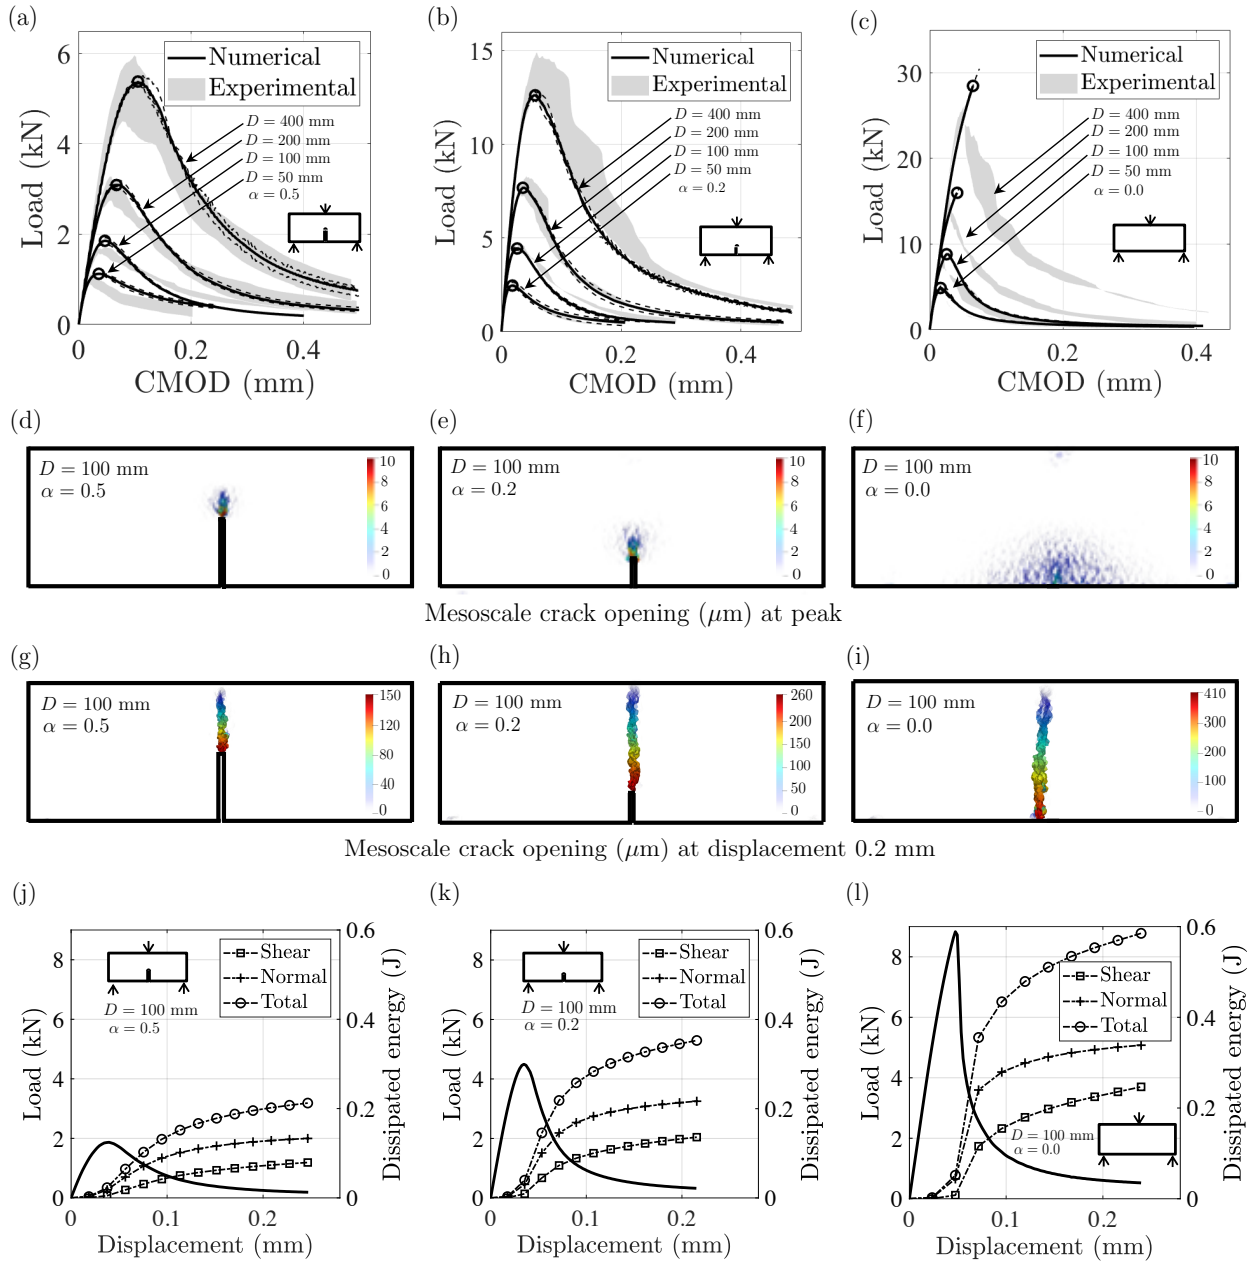 (a)
6
4
2
0
0
0.2
0.4
Load (kN)
CMOD (mm)
Numerical
Experimental
D = 400 mm
D = 200 mm
D = 100 mm
D = 50 mm
α = 0.5
(b)
15
10
5
0
0
0.2
0.4
Load (kN)
CMOD (mm)
Numerical
Experimental
D = 400 mm
D = 200 mm
D = 100 mm
D = 50 mm
α = 0.2
(c)
30
20
10
0
0
0.2
0.4
Load (kN)
CMOD (mm)
Numerical
Experimental
D = 400 mm
D = 200 mm
D = 100 mm
D = 50 mm
α = 0.0
(d)
D = 100 mm
α = 0.5
10
8
6
4
2
0
(e)
D = 100 mm
α = 0.2
10
8
6
4
2
0
(f)
D = 100 mm
α = 0.0
10
8
6
4
2
0
Mesoscale crack opening (μm) at peak
(g)
D = 100 mm
α = 0.5
150
120
80
40
0
(h)
D = 100 mm
α = 0.2
260
200
150
100
50
0
(i)
D = 100 mm
α = 0.0
410
300
200
100
0
Mesoscale crack opening (μm) at displacement 0.2 mm
(j)
8
6
4
2
0
0
0.1
0.2
0.6
0.4
0.2
0
Load (kN)
Displacement (mm)
Dissipated energy (J)
Shear
Normal
Total
D = 100 mm
α = 0.5
(k)
8
6
4
2
0
0
0.1
0.2
0.6
0.4
0.2
0
Load (kN)
Displacement (mm)
Dissipated energy (J)
Shear
Normal
Total
D = 100 mm
α = 0.2
(l)
8
6
4
2
0
0
0.1
0.2
0.6
0.4
0.2
0
Load (kN)
Displacement (mm)
Dissipated energy (J)
Shear
Normal
Total
D = 100 mm
α = 0.0